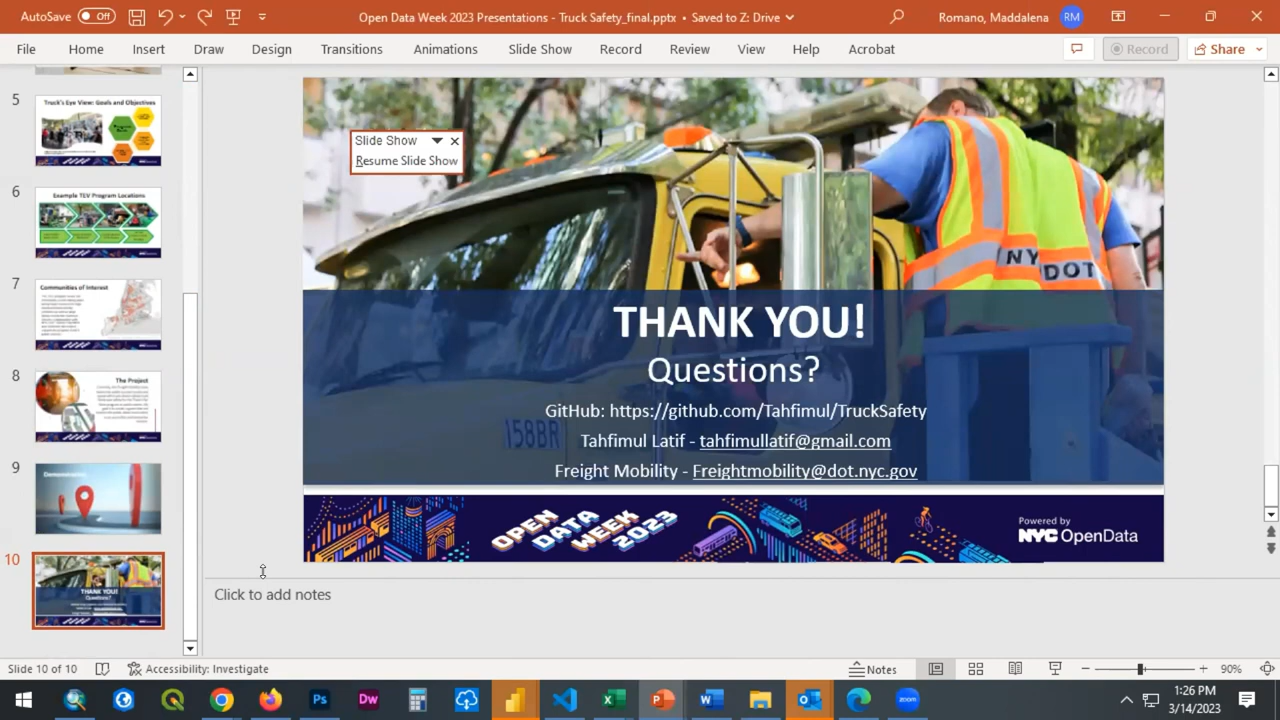 AutoSave Off
Open Data Week 2023 Presentations - Truck Safety_final.pptx • Saved to Z: Drive
Romano, Maddalena RM
File Home Insert Draw Design Transitions Animations Slide Show Record Review View Help Acrobat
Record Share
5
Truck's Eye View: Goals and Objectives
6
Example TEV Program Locations
7
Communities of Interest
8
The Project
9
10
THANK YOU!
Questions?
Slide Show
Resume Slide Show
NY DOT
158BR
THANK YOU!
Questions?
GitHub: https://github.com/Tahfimul/TruckSafety
Tahfimul Latif - tahfimullatif@gmail.com
Freight Mobility - Freightmobility@dot.nyc.gov
OPEN
DATA
WEEK
2023
Powered by
NYC OpenData
Click to add notes
Slide 10 of 10
Accessibility: Investigate
Notes
90%
Ps
Dw
zoom
1:26 PM
3/14/2023